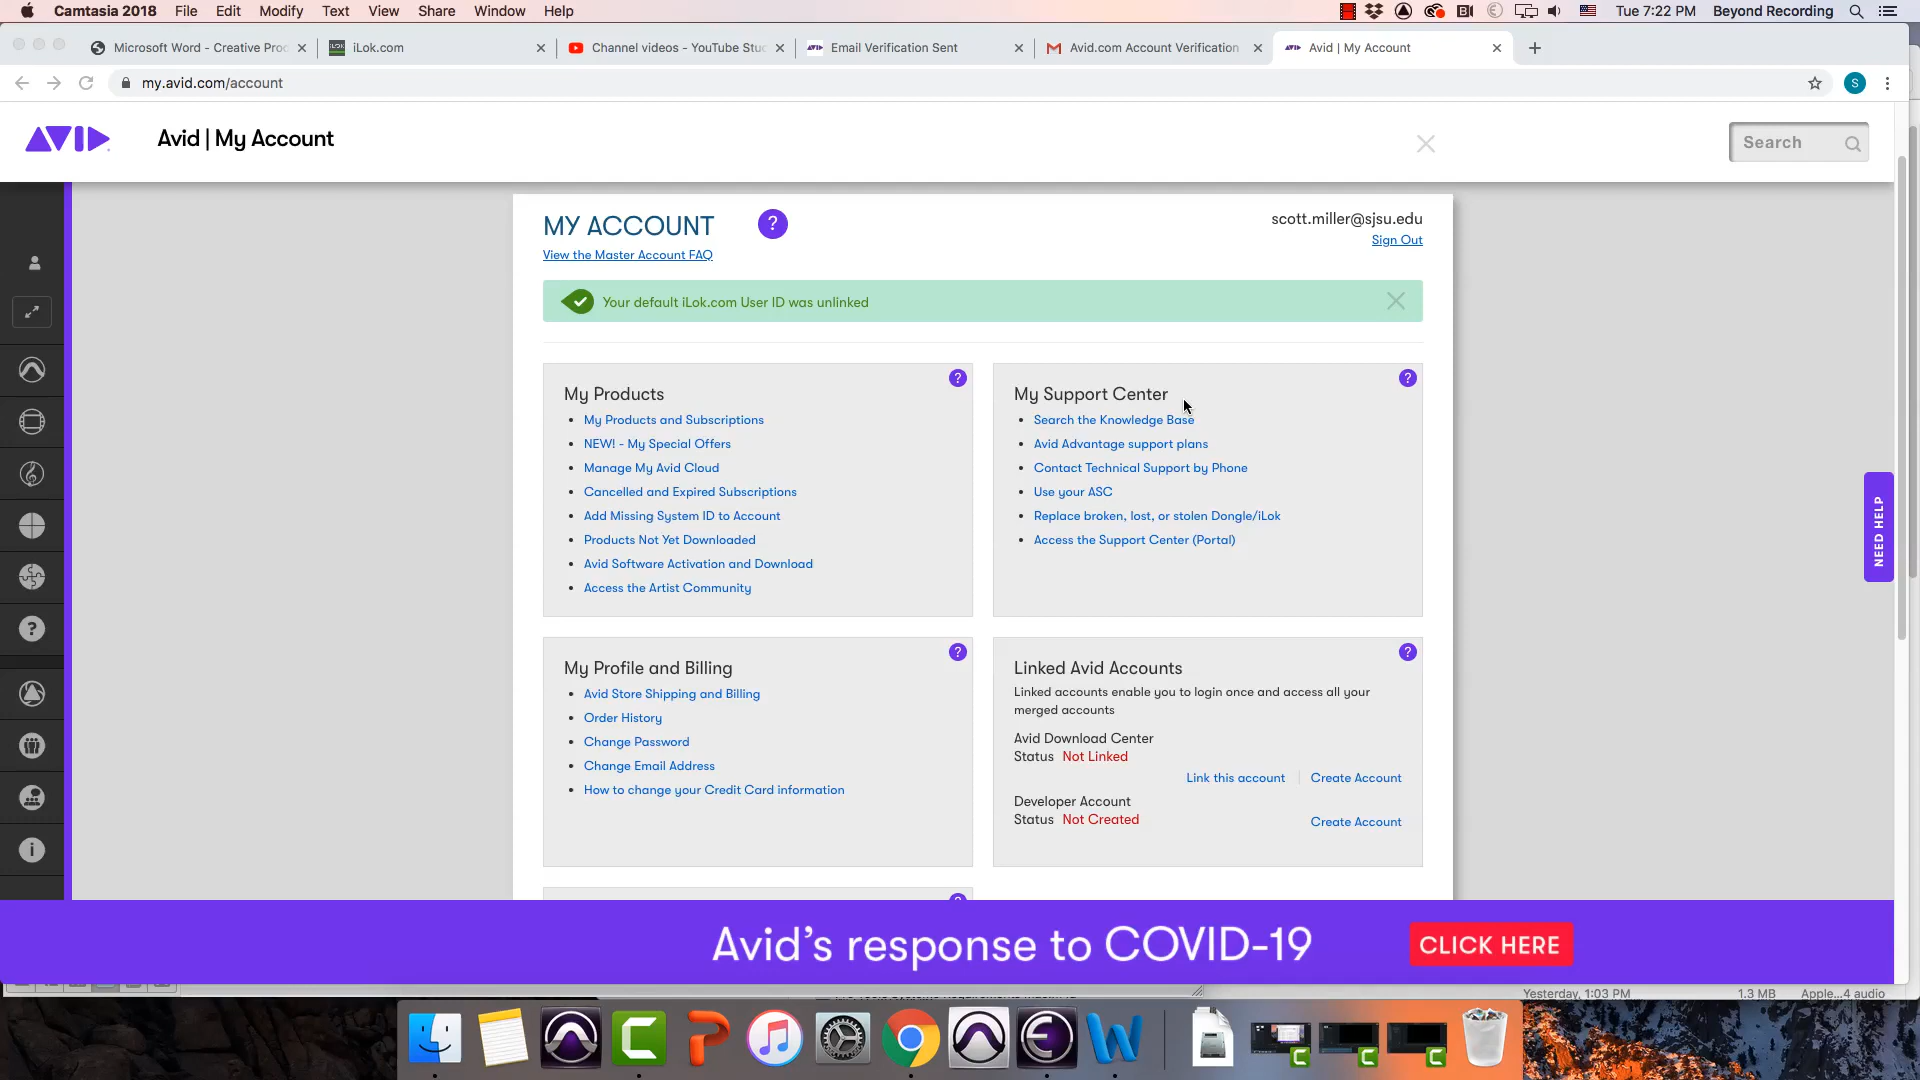 Camtasia 2018 File Edit Modify Text View Share Window Help Tue 7:22 PM Beyond Recording
Microsoft Word - Creative Proc
iLok.com
Channel videos - YouTube Stuc
Email Verification Sent
Avid.com Account Verification
Avid | My Account
my.avid.com/account
S
AVID
Avid | My Account
Search
MY ACCOUNT ?
scott.miller@sjsu.edu
View the Master Account FAQ
Sign Out
Your default iLok.com User ID was unlinked
My Products
?
My Products and Subscriptions
NEW! - My Special Offers
Manage My Avid Cloud
Cancelled and Expired Subscriptions
Add Missing System ID to Account
Products Not Yet Downloaded
Avid Software Activation and Download
Access the Artist Community
My Support Center
?
Search the Knowledge Base
Avid Advantage support plans
Contact Technical Support by Phone
Use your ASC
Replace broken, lost, or stolen Dongle/iLok
Access the Support Center (Portal)
NEED HELP
My Profile and Billing
?
Avid Store Shipping and Billing
Order History
Change Password
Change Email Address
How to change your Credit Card information
Linked Avid Accounts
?
Linked accounts enable you to login once and access all your
merged accounts
Avid Download Center
Status Not Linked
Link this account | Create Account
Developer Account
Status Not Created
Create Account
Avid's response to COVID-19
CLICK HERE
Yesterday, 1:03 PM 1.3 MB Apple...4 audio